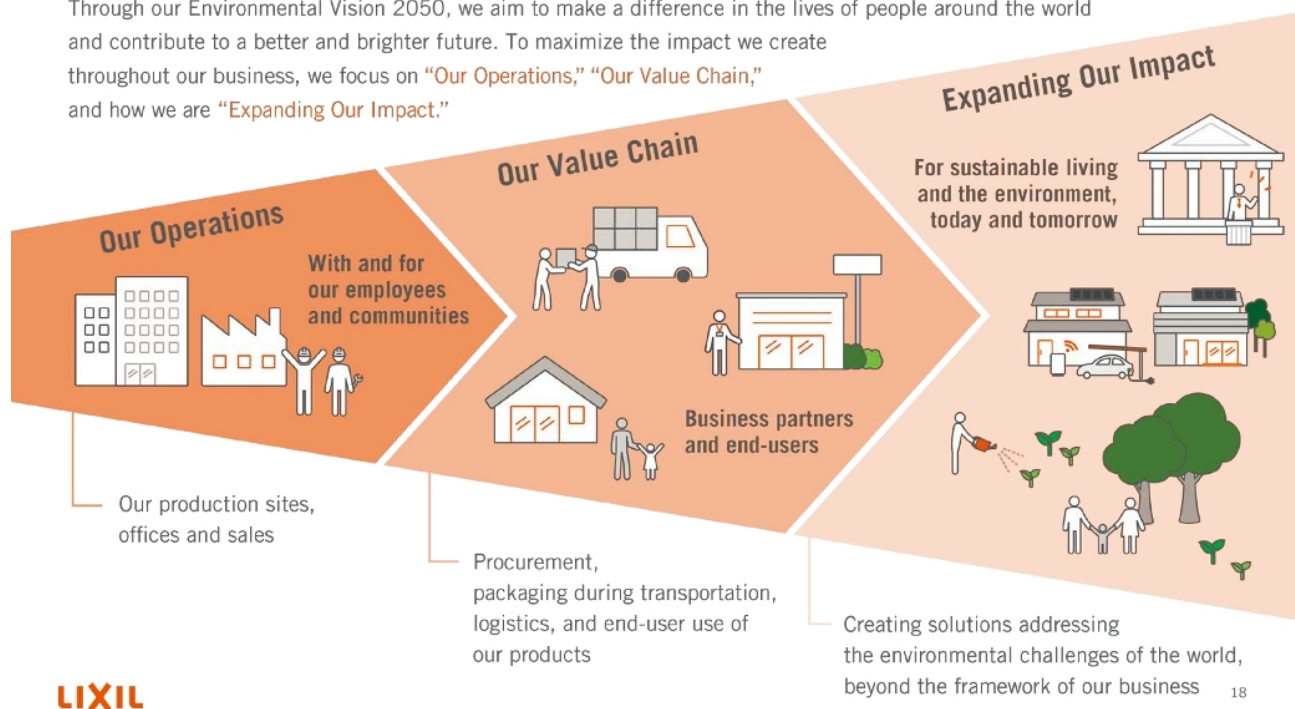 Through our Environmental Vision 2050, we aim to make a difference in the lives of people around the world
and contribute to a better and brighter future. To maximize the impact we create
throughout our business, we focus on “Our Operations,” “Our Value Chain,”
and how we are “Expanding Our Impact.”
Our Operations
With and for
our employees
and communities
Our production sites,
offices and sales
Our Value Chain
Business partners
and end-users
Procurement,
packaging during transportation,
logistics, and end-user use of
our products
Expanding Our Impact
For sustainable living
and the environment,
today and tomorrow
Creating solutions addressing
the environmental challenges of the world,
beyond the framework of our business
LIXIL
18